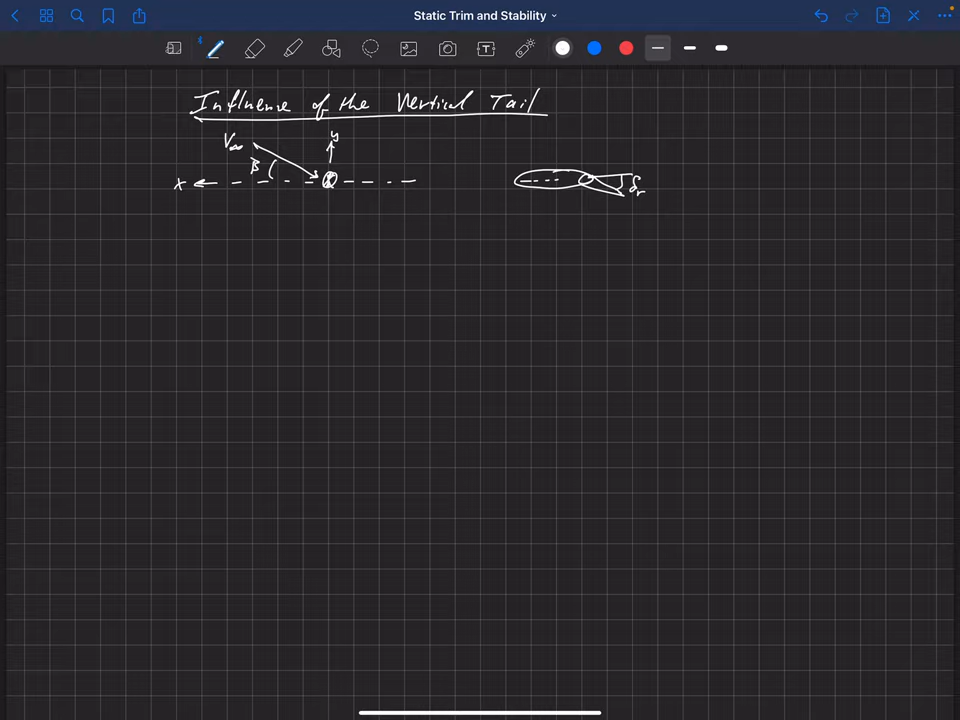 Static Trim and Stability
Influence of the Vertical Tail
V∞
y
β
x
δr